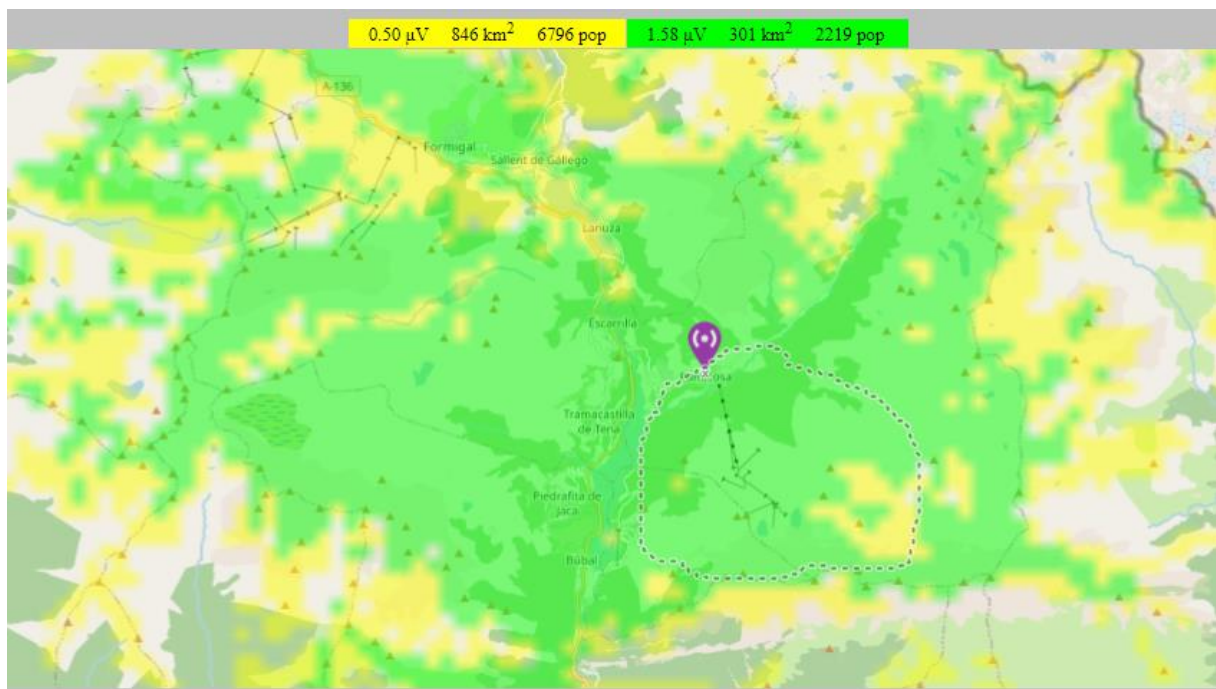 0.50 µV 846 km² 6796 pop 1.58 µV 301 km² 2219 pop
A-136
Formigal
Sallent de Gállego
Lanuza
Escarrilla
Tramacastilla
de Tena
Piedrafita de
Jaca
Búbal